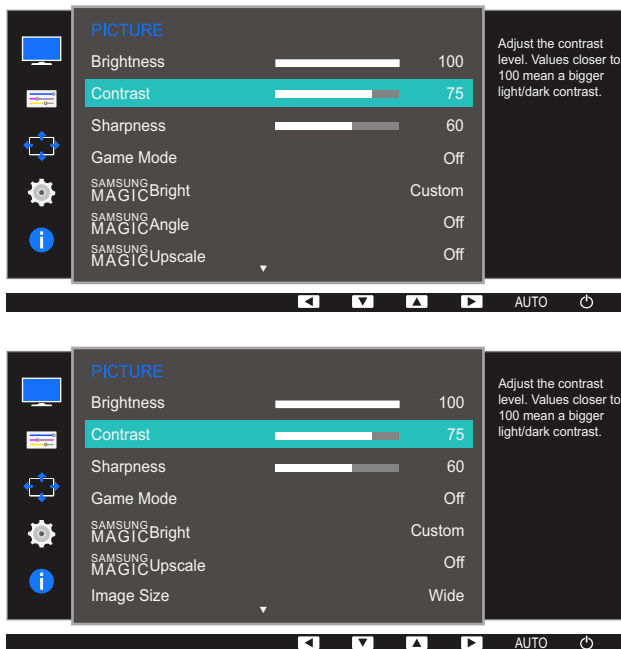 PICTURE
Brightness 100
Contrast 75
Sharpness 60
Game Mode Off
SAMSUNG MAGIC Bright Custom
SAMSUNG MAGIC Angle Off
SAMSUNG MAGIC Upscale Off
Adjust the contrast
level. Values closer to
100 mean a bigger
light/dark contrast.
AUTO
PICTURE
Brightness 100
Contrast 75
Sharpness 60
Game Mode Off
SAMSUNG MAGIC Bright Custom
SAMSUNG MAGIC Upscale Off
Image Size Wide
Adjust the contrast
level. Values closer to
100 mean a bigger
light/dark contrast.
AUTO